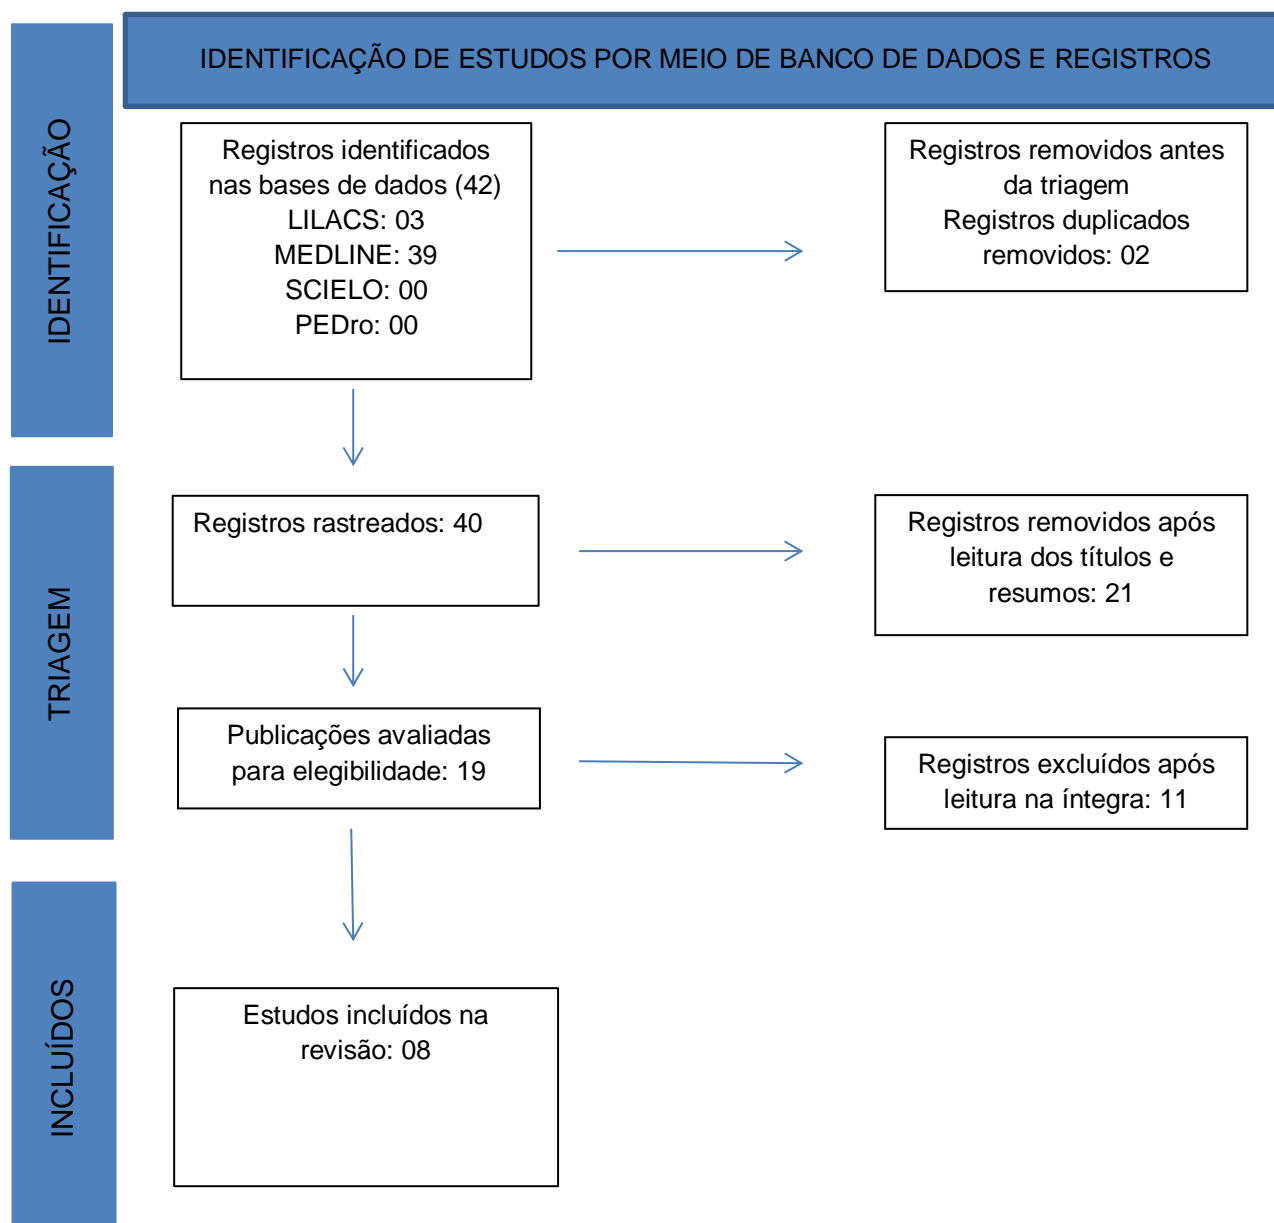 IDENTIFICAÇÃO DE ESTUDOS POR MEIO DE BANCO DE DADOS E REGISTROS
IDENTIFICAÇÃO
Registros identificados
nas bases de dados (42)
LILACS: 03
MEDLINE: 39
SCIELO: 00
PEDro: 00
Registros removidos antes
da triagem
Registros duplicados
removidos: 02
TRIAGEM
Registros rastreados: 40
Registros removidos após
leitura dos títulos e
resumos: 21
Publicações avaliadas
para elegibilidade: 19
Registros excluídos após
leitura na íntegra: 11
INCLUÍDOS
Estudos incluídos na
revisão: 08